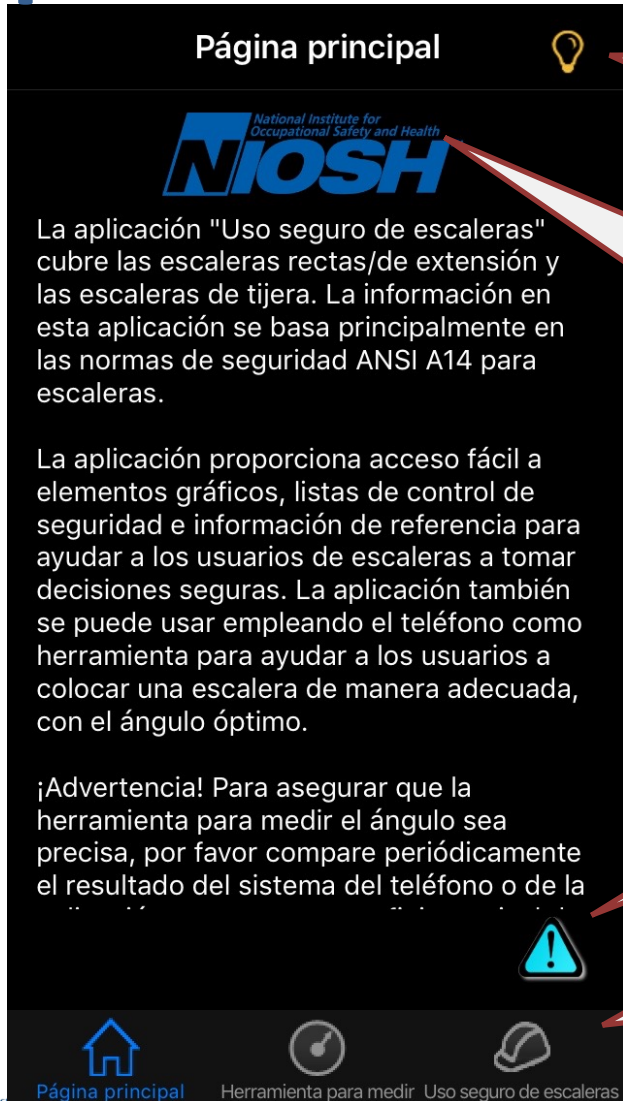 Página principal
National Institute for
Occupational Safety and Health
NIOSH
La aplicación "Uso seguro de escaleras"
cubre las escaleras rectas/de extensión y
las escaleras de tijera. La información en
esta aplicación se basa principalmente en
las normas de seguridad ANSI A14 para
escaleras.
La aplicación proporciona acceso fácil a
elementos gráficos, listas de control de
seguridad e información de referencia para
ayudar a los usuarios de escaleras a tomar
decisiones seguras. La aplicación también
se puede usar empleando el teléfono como
herramienta para ayudar a los usuarios a
colocar una escalera de manera adecuada,
con el ángulo óptimo.
¡Advertencia! Para asegurar que la
herramienta para medir el ángulo sea
precisa, por favor compare periódicamente
el resultado del sistema del teléfono o de la
Página principal Herramienta para medir Uso seguro de escaleras